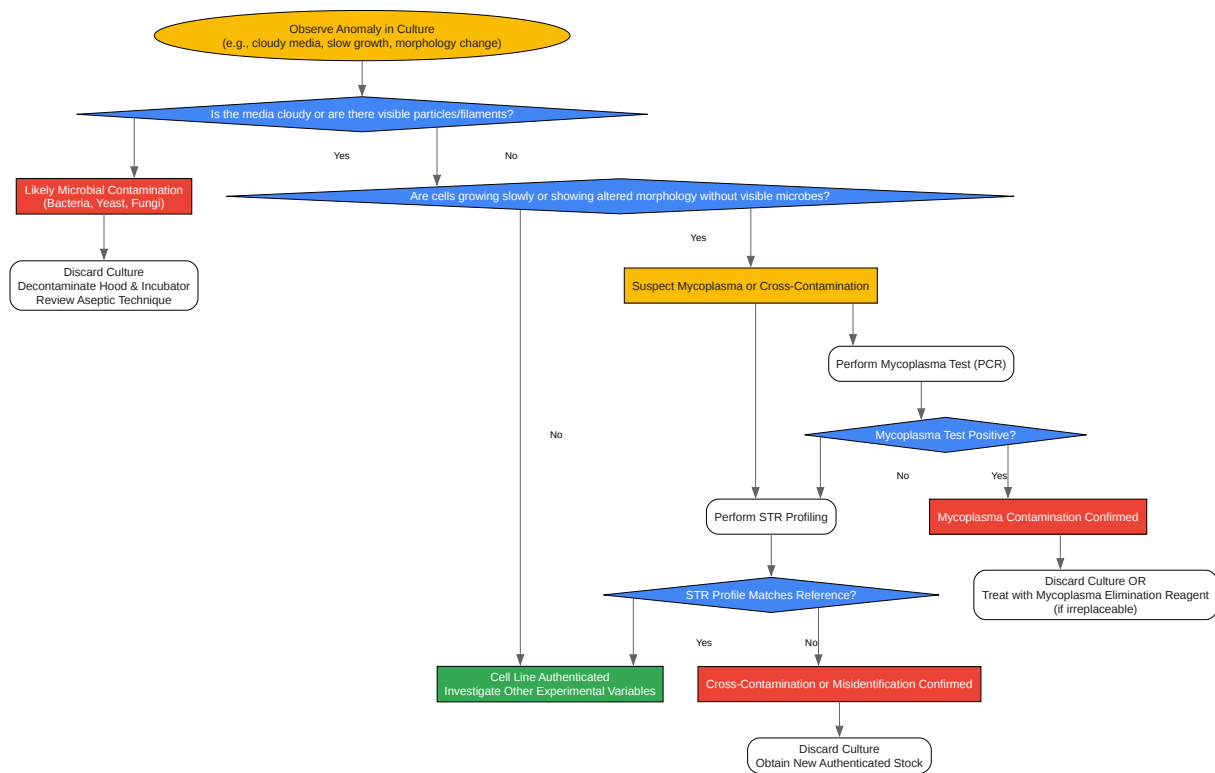 Observe Anomaly in Culture
(e.g., cloudy media, slow growth, morphology change)
Is the media cloudy or are there visible particles/filaments?
Yes
No
Likely Microbial Contamination
(Bacteria, Yeast, Fungi)
Are cells growing slowly or showing altered morphology without visible microbes?
Yes
Discard Culture
Decontaminate Hood & Incubator
Review Aseptic Technique
Suspect Mycoplasma or Cross-Contamination
Perform Mycoplasma Test (PCR)
No
Mycoplasma Test Positive?
No
Yes
Perform STR Profiling
Mycoplasma Contamination Confirmed
Discard Culture OR
Treat with Mycoplasma Elimination Reagent
(if irreplaceable)
STR Profile Matches Reference?
Yes
No
Cell Line Authenticated
Investigate Other Experimental Variables
Cross-Contamination or Misidentification Confirmed
Discard Culture
Obtain New Authenticated Stock